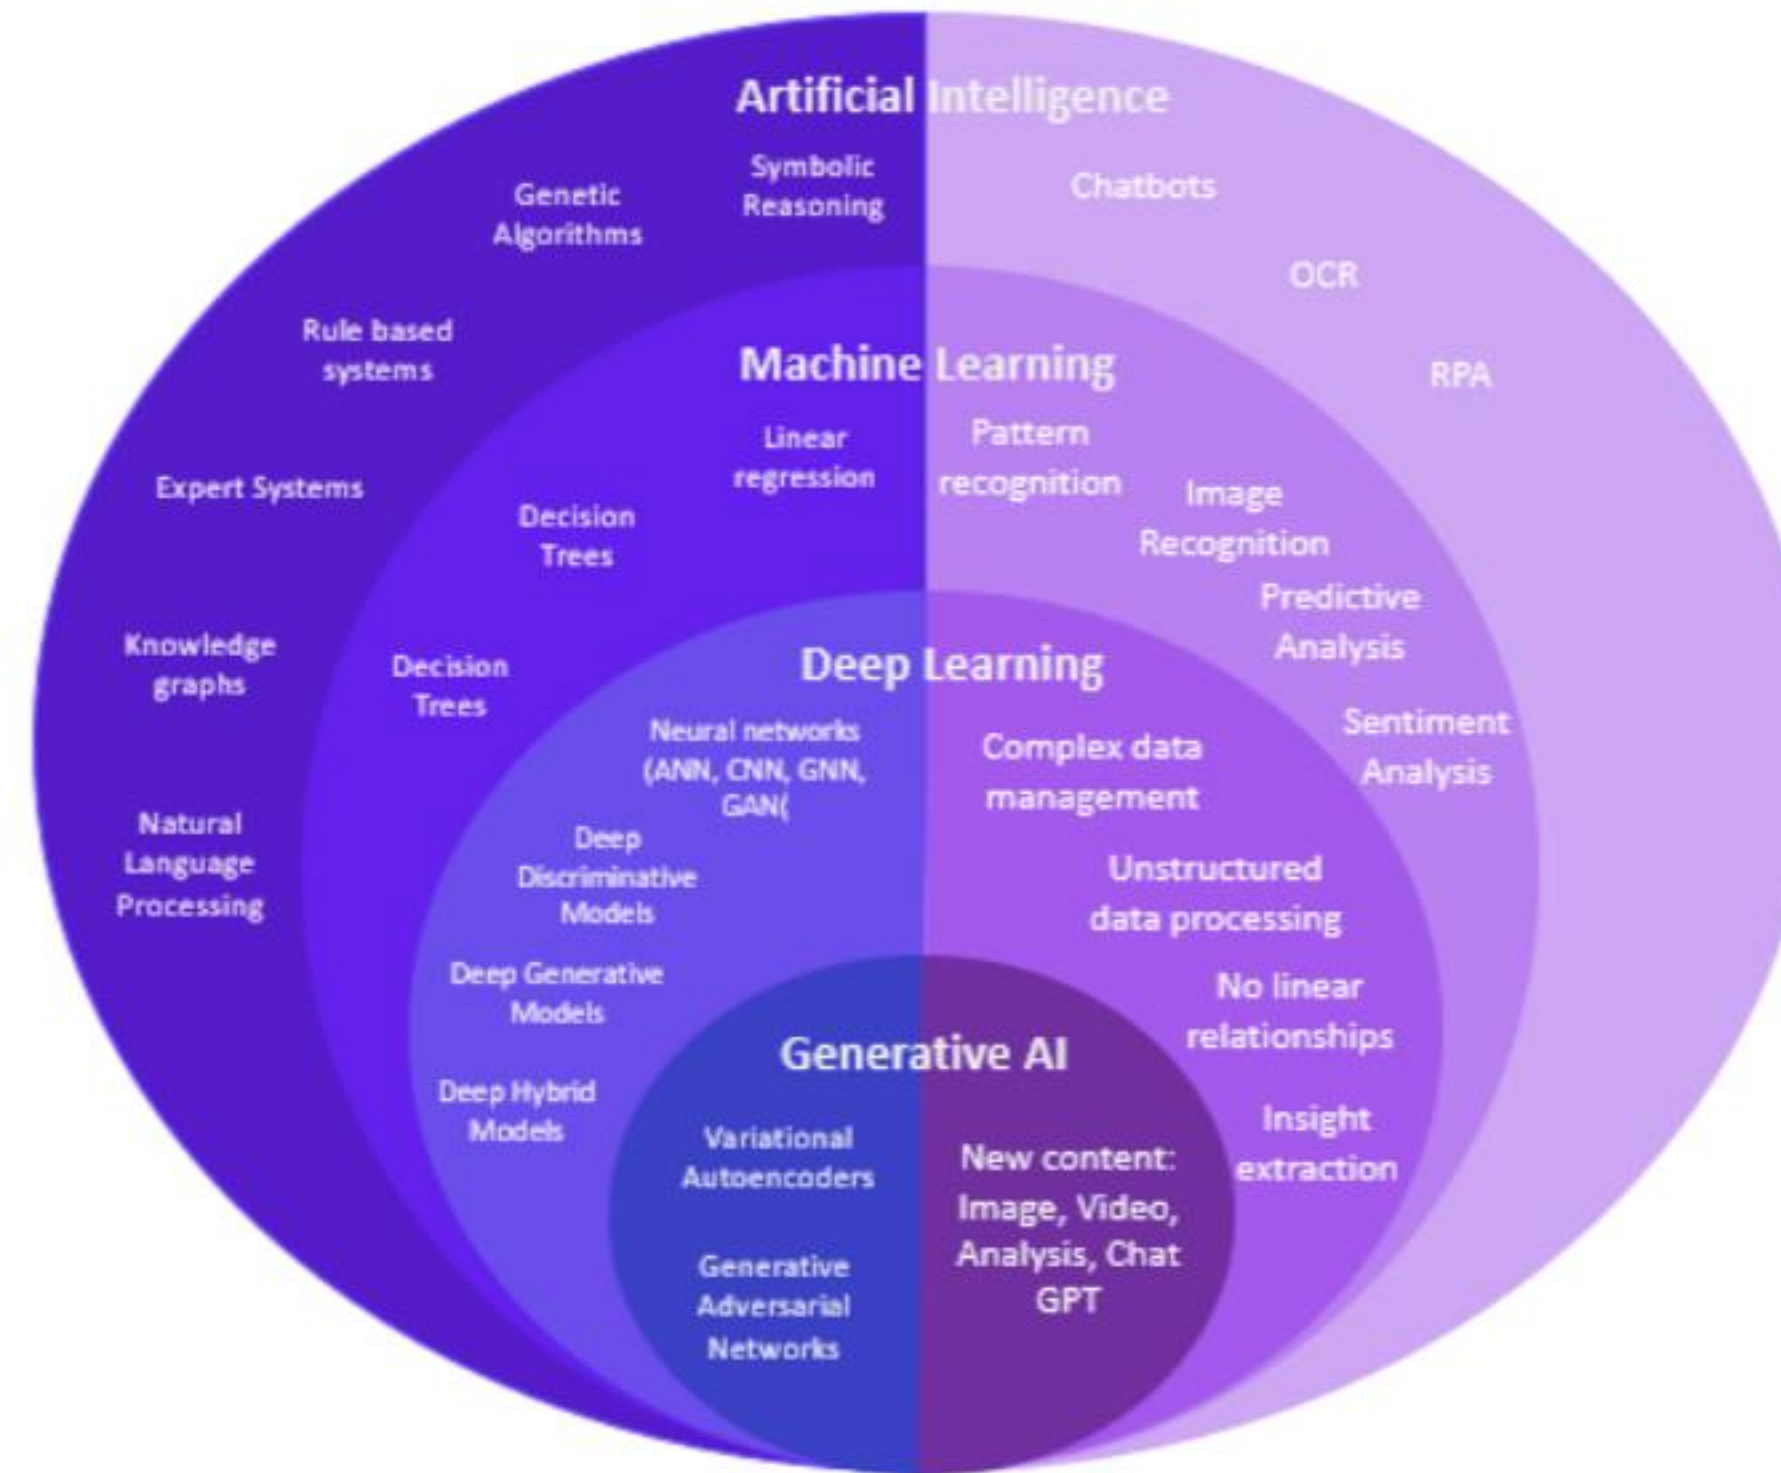 Artificial Intelligence
Symbolic
Reasoning
Genetic
Algorithms
Rule based
systems
Expert Systems
Knowledge
graphs
Natural
Language
Processing
Chatbots
OCR
RPA
Machine Learning
Linear
regression
Decision
Trees
Decision
Trees
Pattern
recognition
Image
Recognition
Predictive
Analysis
Sentiment
Analysis
Deep Learning
Neural networks
(ANN, CNN, GNN,
GAN(
Deep
Discriminative
Models
Deep Generative
Models
Deep Hybrid
Models
Complex data
management
Unstructured
data processing
No linear
relationships
Insight
extraction
Generative AI
Variational
Autoencoders
Generative
Adversarial
Networks
New content:
Image, Video,
Analysis, Chat
GPT